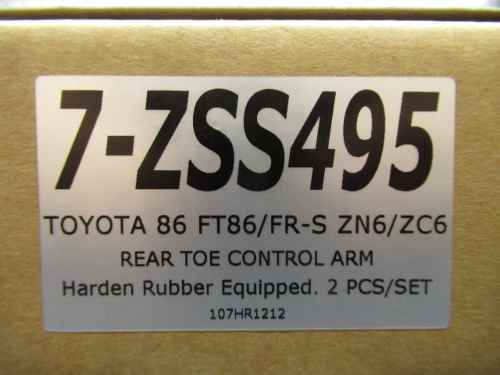 7-ZSS495
TOYOTA 86 FT86/FR-S ZN6/ZC6
REAR TOE CONTROL ARM
Harden Rubber Equipped. 2 PCS/SET
107HR1212